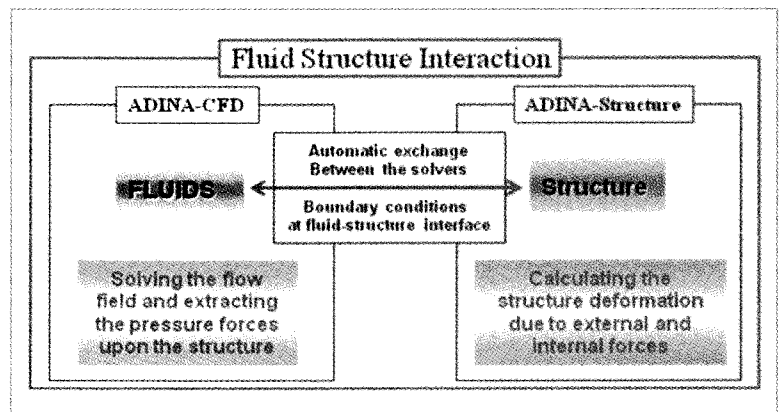 Fluid Structure Interaction
ADINA-CFD
ADINA-Structure
Automatic exchange
Between the solvers
FLUIDS
Structure
Boundary conditions
at fluid-structure interface
Solving the flow
field and extracting
the pressure forces
upon the structure
Calculating the
structure deformation
due to external and
internal forces